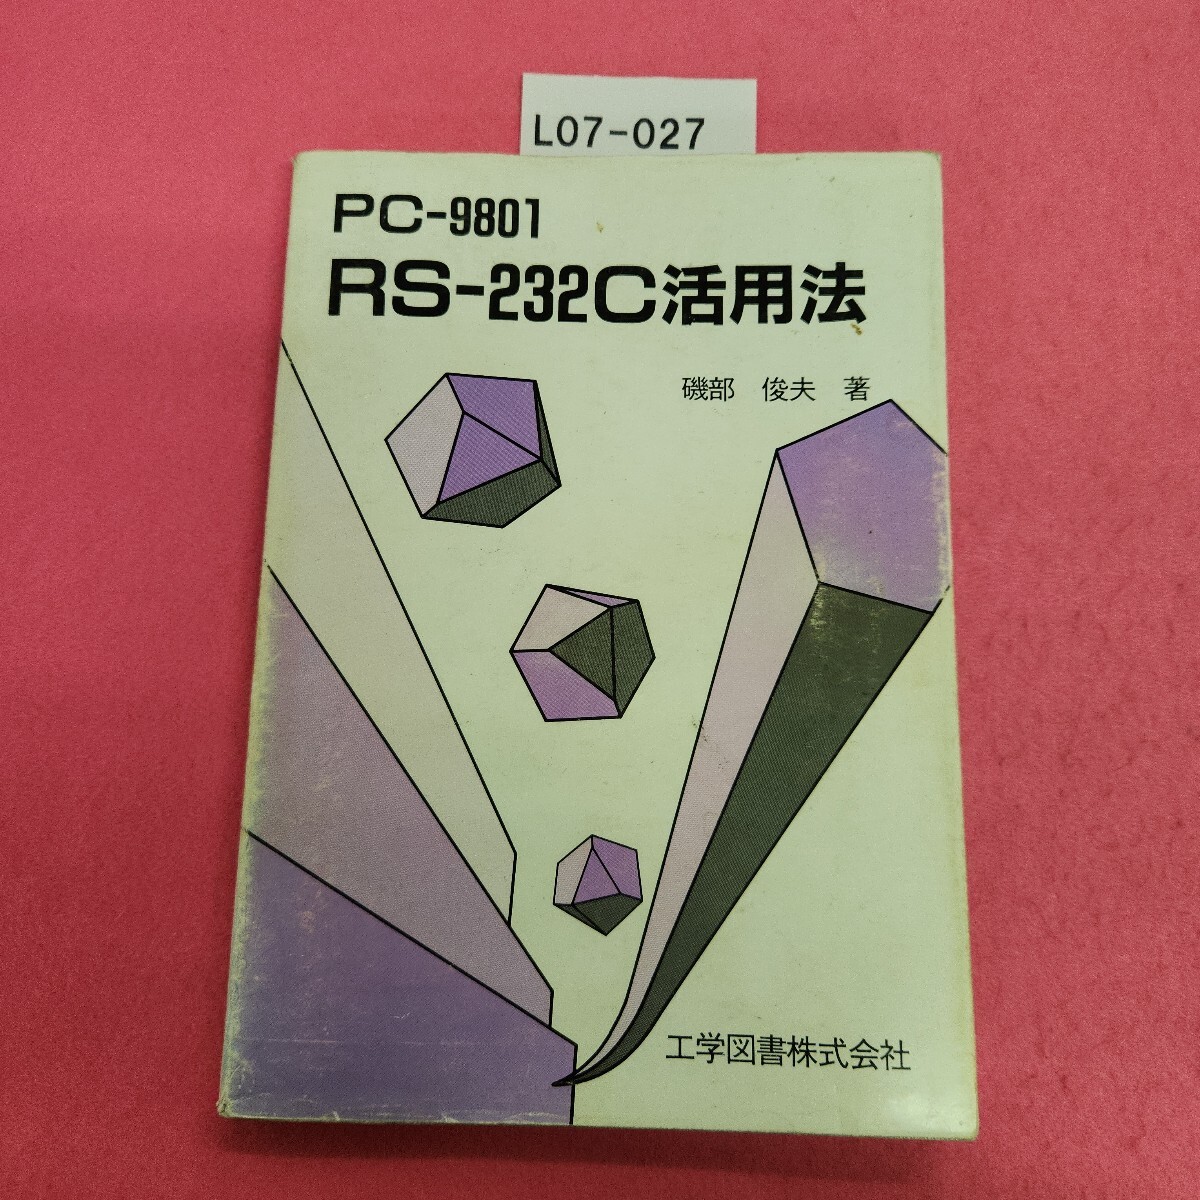 L07-027
PC-9801
RS-232C活用法
磯部 俊夫 著
工学図書株式会社